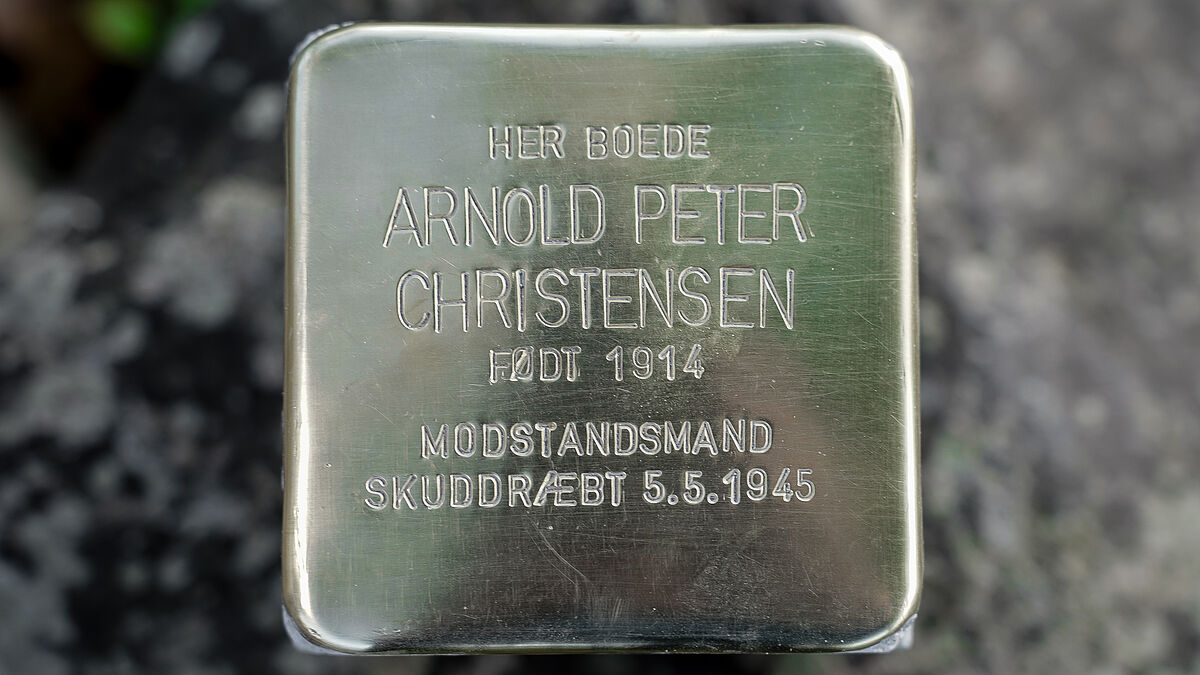 HER BOEDE
ARNOLD PETER
CHRISTENSEN
FØDT 1914
MODSTANDSMAND
SKUDDRÆBT 5.5.1945